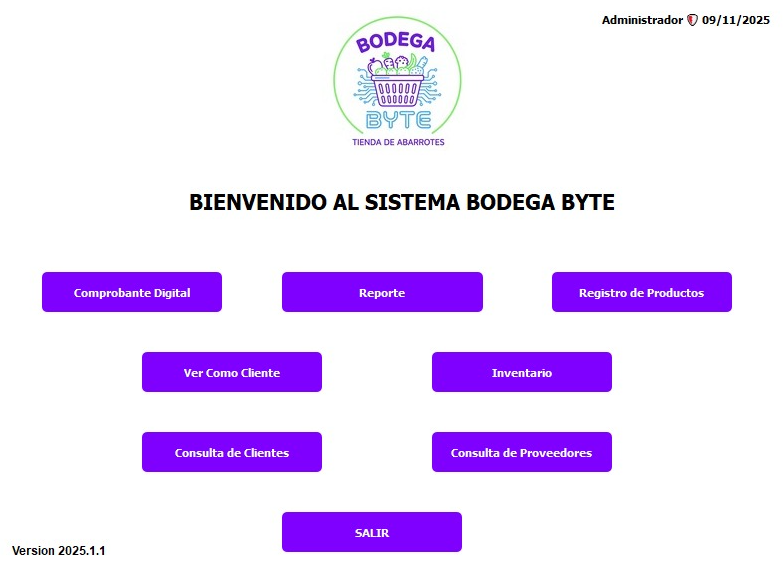 Administrador 09/11/2025
BODEGA
BYTE
TIENDA DE ABARROTES
BIENVENIDO AL SISTEMA BODEGA BYTE
Comprobante Digital
Reporte
Registro de Productos
Ver Como Cliente
Inventario
Consulta de Clientes
Consulta de Proveedores
SALIR
Version 2025.1.1